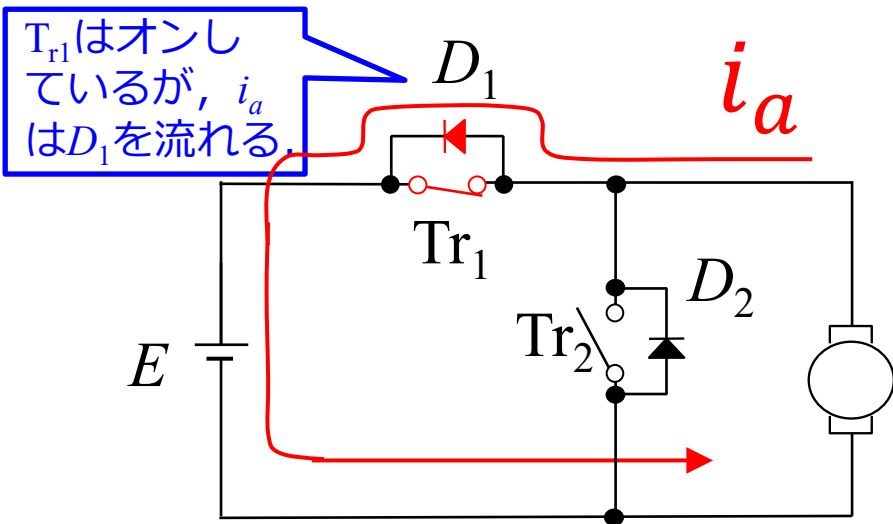 Tr1はオンし
ているが，ia
はD1を流れる.
D1
ia
Tr1
D2
Tr2
E